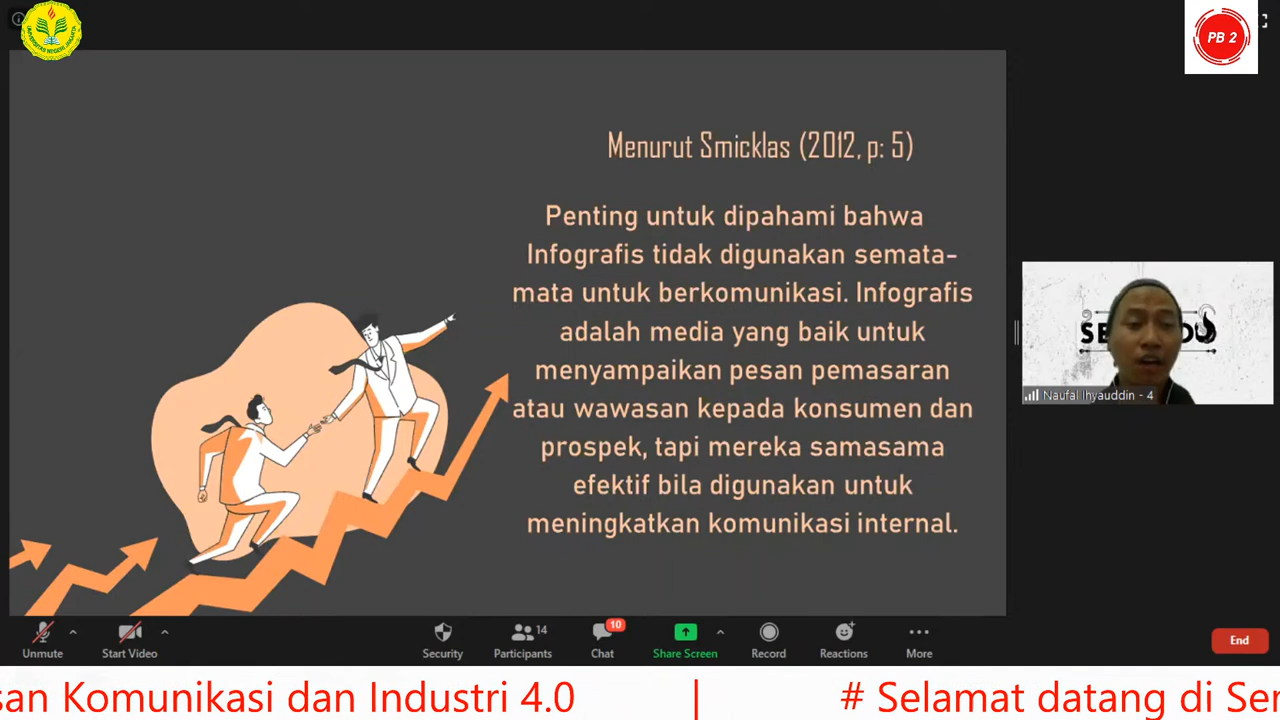 UNIVERSITAS NEGERI JAKARTA
PB 2
Menurut Smicklas (2012, p: 5)
Penting untuk dipahami bahwa
Infografis tidak digunakan semata-
mata untuk berkomunikasi. Infografis
adalah media yang baik untuk
menyampaikan pesan pemasaran
atau wawasan kepada konsumen dan
prospek, tapi mereka samasama
efektif bila digunakan untuk
meningkatkan komunikasi internal.
Naufal Ihyauddin - 4
Unmute
Start Video
Security
14
Participants
10
Chat
Share Screen
Record
Reactions
More
End
san Komunikasi dan Industri 4.0 | # Selamat datang di Ser